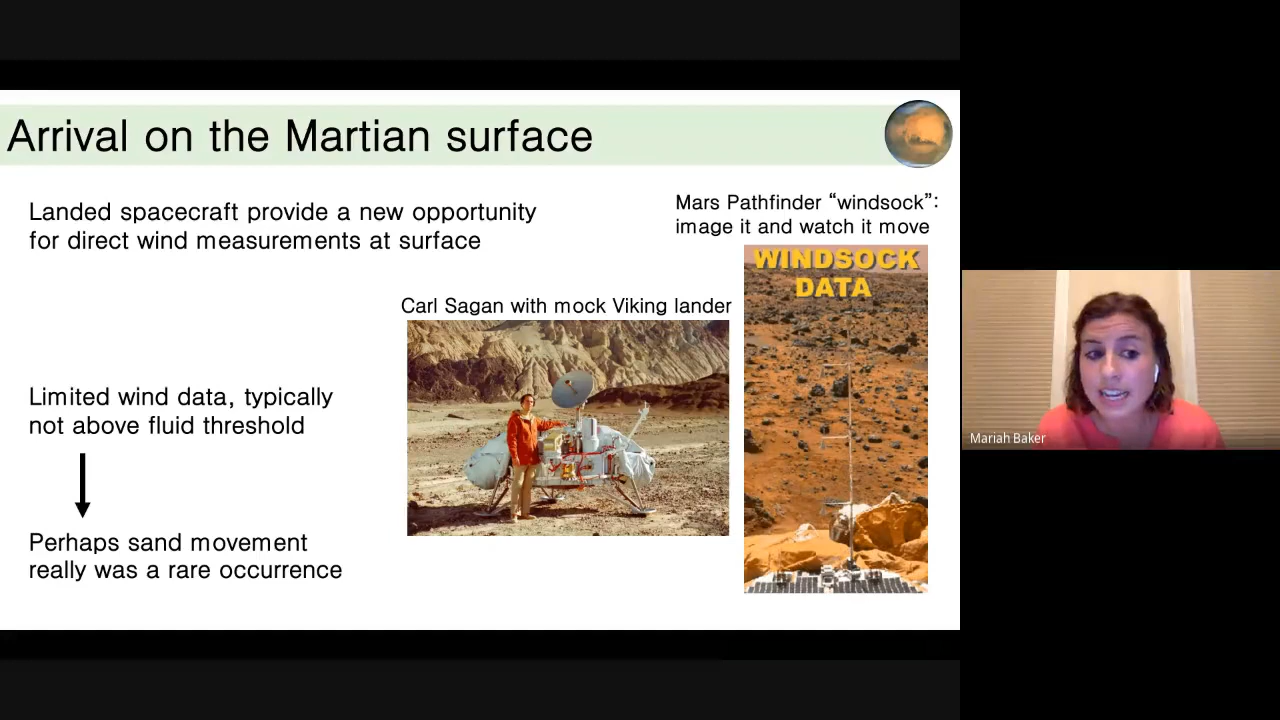 Arrival on the Martian surface
Landed spacecraft provide a new opportunity
for direct wind measurements at surface
Mars Pathfinder “windsock”:
image it and watch it move
WINDSOCK
DATA
Carl Sagan with mock Viking lander
Limited wind data, typically
not above fluid threshold
Perhaps sand movement
really was a rare occurrence
Mariah Baker